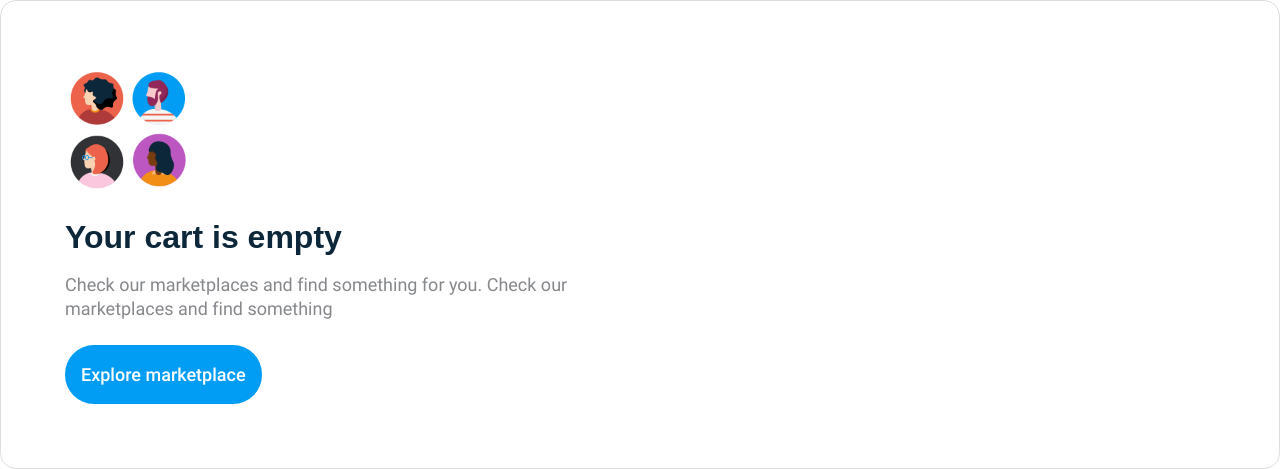 Your cart is empty
Check our marketplaces and find something for you. Check our
marketplaces and find something
Explore marketplace